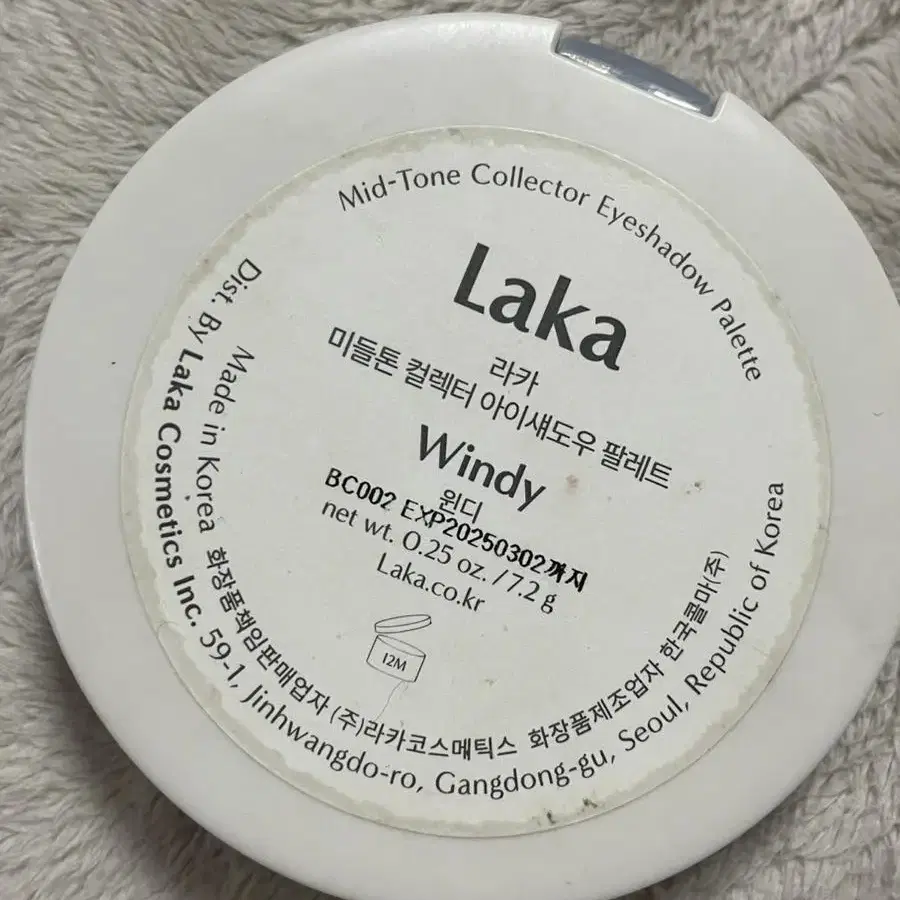 Mid-Tone Collector Eyeshadow Palette
Laka
라카
미들톤 컬렉터 아이섀도우 팔레트
Windy
윈디
BC002 EXP20250302까지
net wt. 0.25 oz. / 7.2 g
Laka.co.kr
12M
Made in Korea 화장품책임판매업자 (주)라카코스메틱스 화장품제조업자 한국콜마(주)
Dist. By Laka Cosmetics Inc. 59-1, Jinhwangdo-ro, Gangdong-gu, Seoul, Republic of Korea